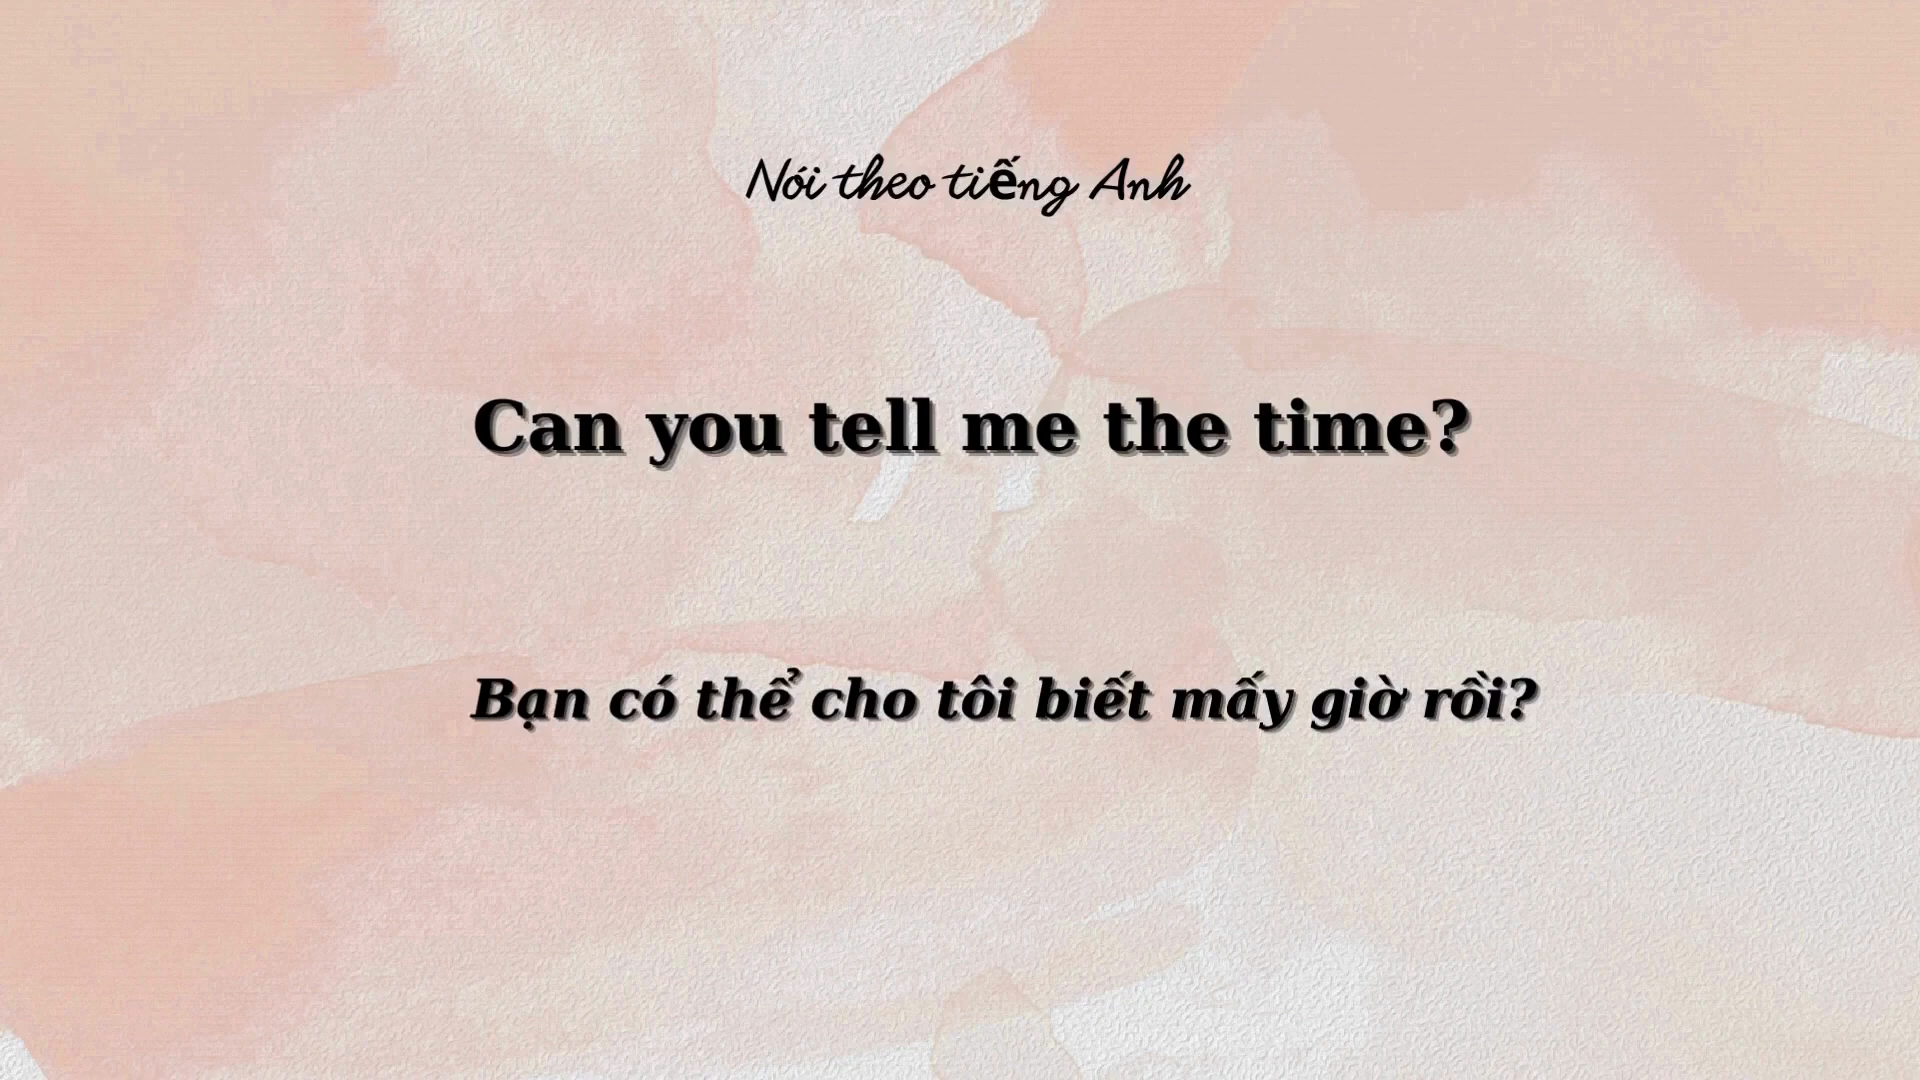 Nói theo tiếng Anh
Can you tell me the time?
Bạn có thể cho tôi biết mấy giờ rồi?